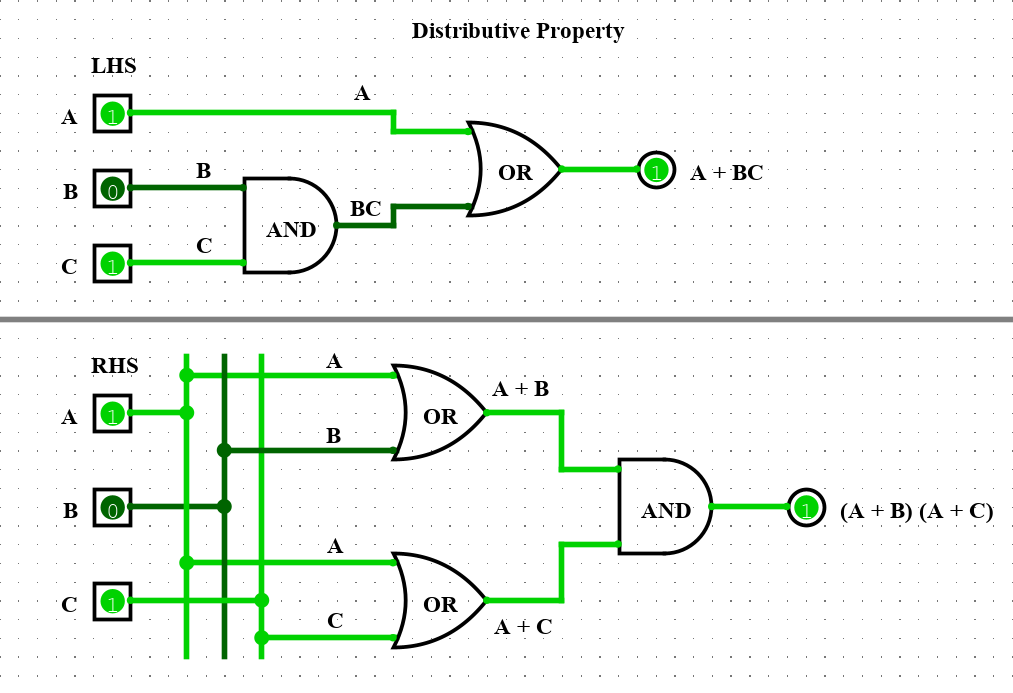 Distributive Property
LHS
A
A 1
B 0
B
C 1
C
AND
BC
OR
1 A + BC
RHS
A
A 1
B
OR
A + B
B 0
A
C 1
C
OR
A + C
AND
1 (A + B) (A + C)